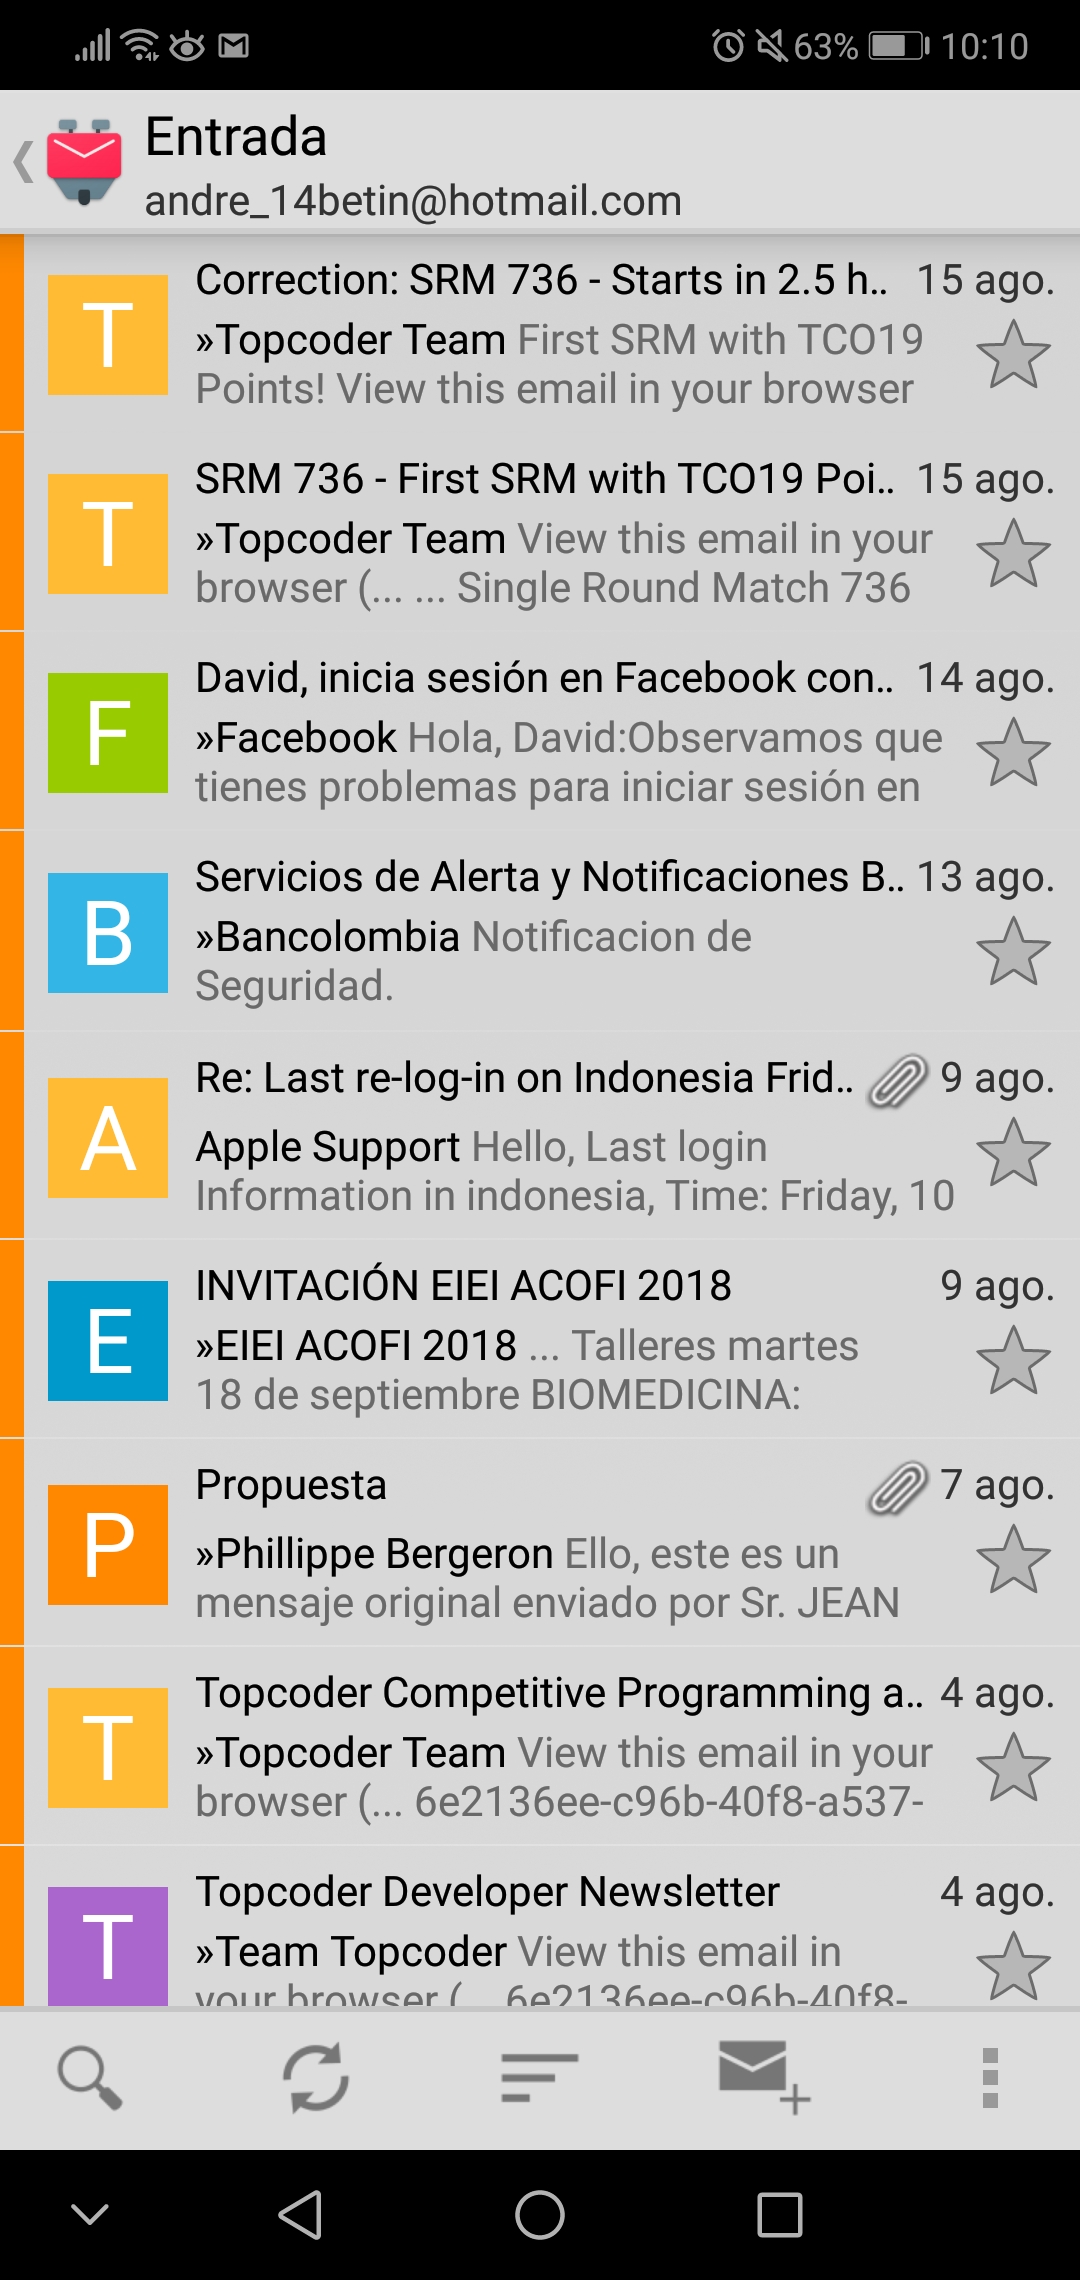 63% 10:10
Entrada
andre_14betin@hotmail.com
T
Correction: SRM 736 - Starts in 2.5 h.. 15 ago.
»Topcoder Team First SRM with TCO19
Points! View this email in your browser
T
SRM 736 - First SRM with TCO19 Poi.. 15 ago.
»Topcoder Team View this email in your
browser (... ... Single Round Match 736
F
David, inicia sesión en Facebook con.. 14 ago.
»Facebook Hola, David:Observamos que
tienes problemas para iniciar sesión en
B
Servicios de Alerta y Notificaciones B.. 13 ago.
»Bancolombia Notificacion de
Seguridad.
A
Re: Last re-log-in on Indonesia Frid.. 9 ago.
Apple Support Hello, Last login
Information in indonesia, Time: Friday, 10
E
INVITACIÓN EIEI ACOFI 2018 9 ago.
»EIEI ACOFI 2018 ... Talleres martes
18 de septiembre BIOMEDICINA:
P
Propuesta 7 ago.
»Phillippe Bergeron Ello, este es un
mensaje original enviado por Sr. JEAN
T
Topcoder Competitive Programming a.. 4 ago.
»Topcoder Team View this email in your
browser (... 6e2136ee-c96b-40f8-a537-
T
Topcoder Developer Newsletter 4 ago.
»Team Topcoder View this email in
your browser (... 6e2136ee-c96b-40f8-